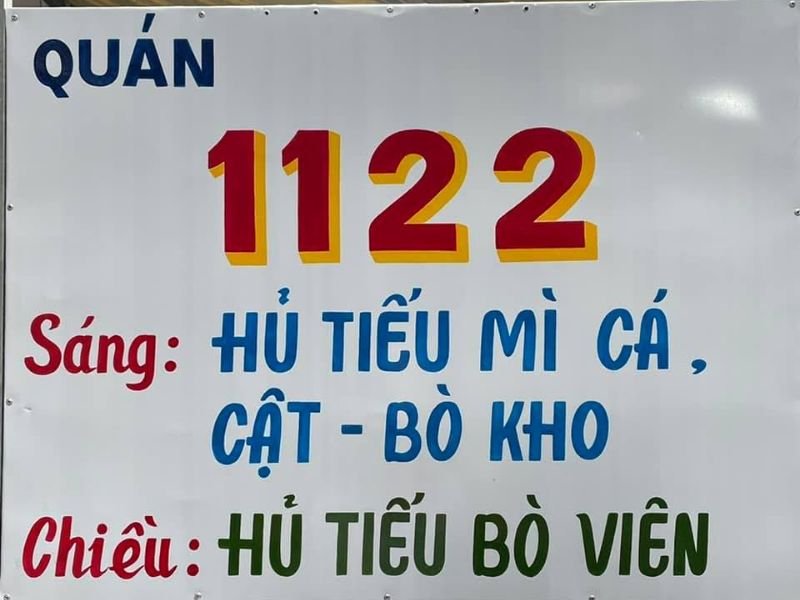 QUÁN
1122
Sáng: HỦ TIẾU MÌ CÁ,
CẬT - BÒ KHO
Chiều: HỦ TIẾU BÒ VIÊN